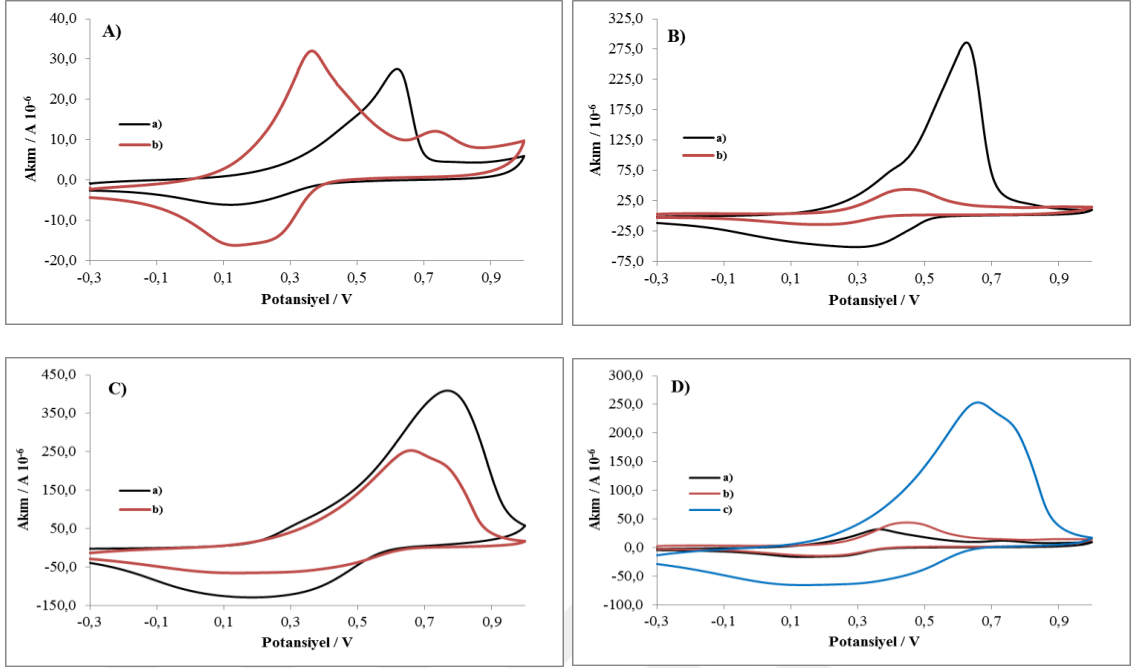 A)
40,0
30,0
20,0
10,0
0,0
-10,0
-20,0
Akım / A 10-6
a)
b)
-0,3 -0,1 0,1 0,3 0,5 0,7 0,9
Potansiyel / V
B)
325,0
275,0
225,0
175,0
125,0
75,0
25,0
-25,0
-75,0
Akım / 10-6
a)
b)
-0,3 -0,1 0,1 0,3 0,5 0,7 0,9
Potansiyel / V
C)
450,0
350,0
250,0
150,0
50,0
-50,0
-150,0
Akım / A 10-6
a)
b)
-0,3 -0,1 0,1 0,3 0,5 0,7 0,9
Potansiyel / V
D)
300,0
250,0
200,0
150,0
100,0
50,0
0,0
-50,0
-100,0
Akım / A 10-6
a)
b)
c)
-0,3 -0,1 0,1 0,3 0,5 0,7 0,9
Potansiyel / V